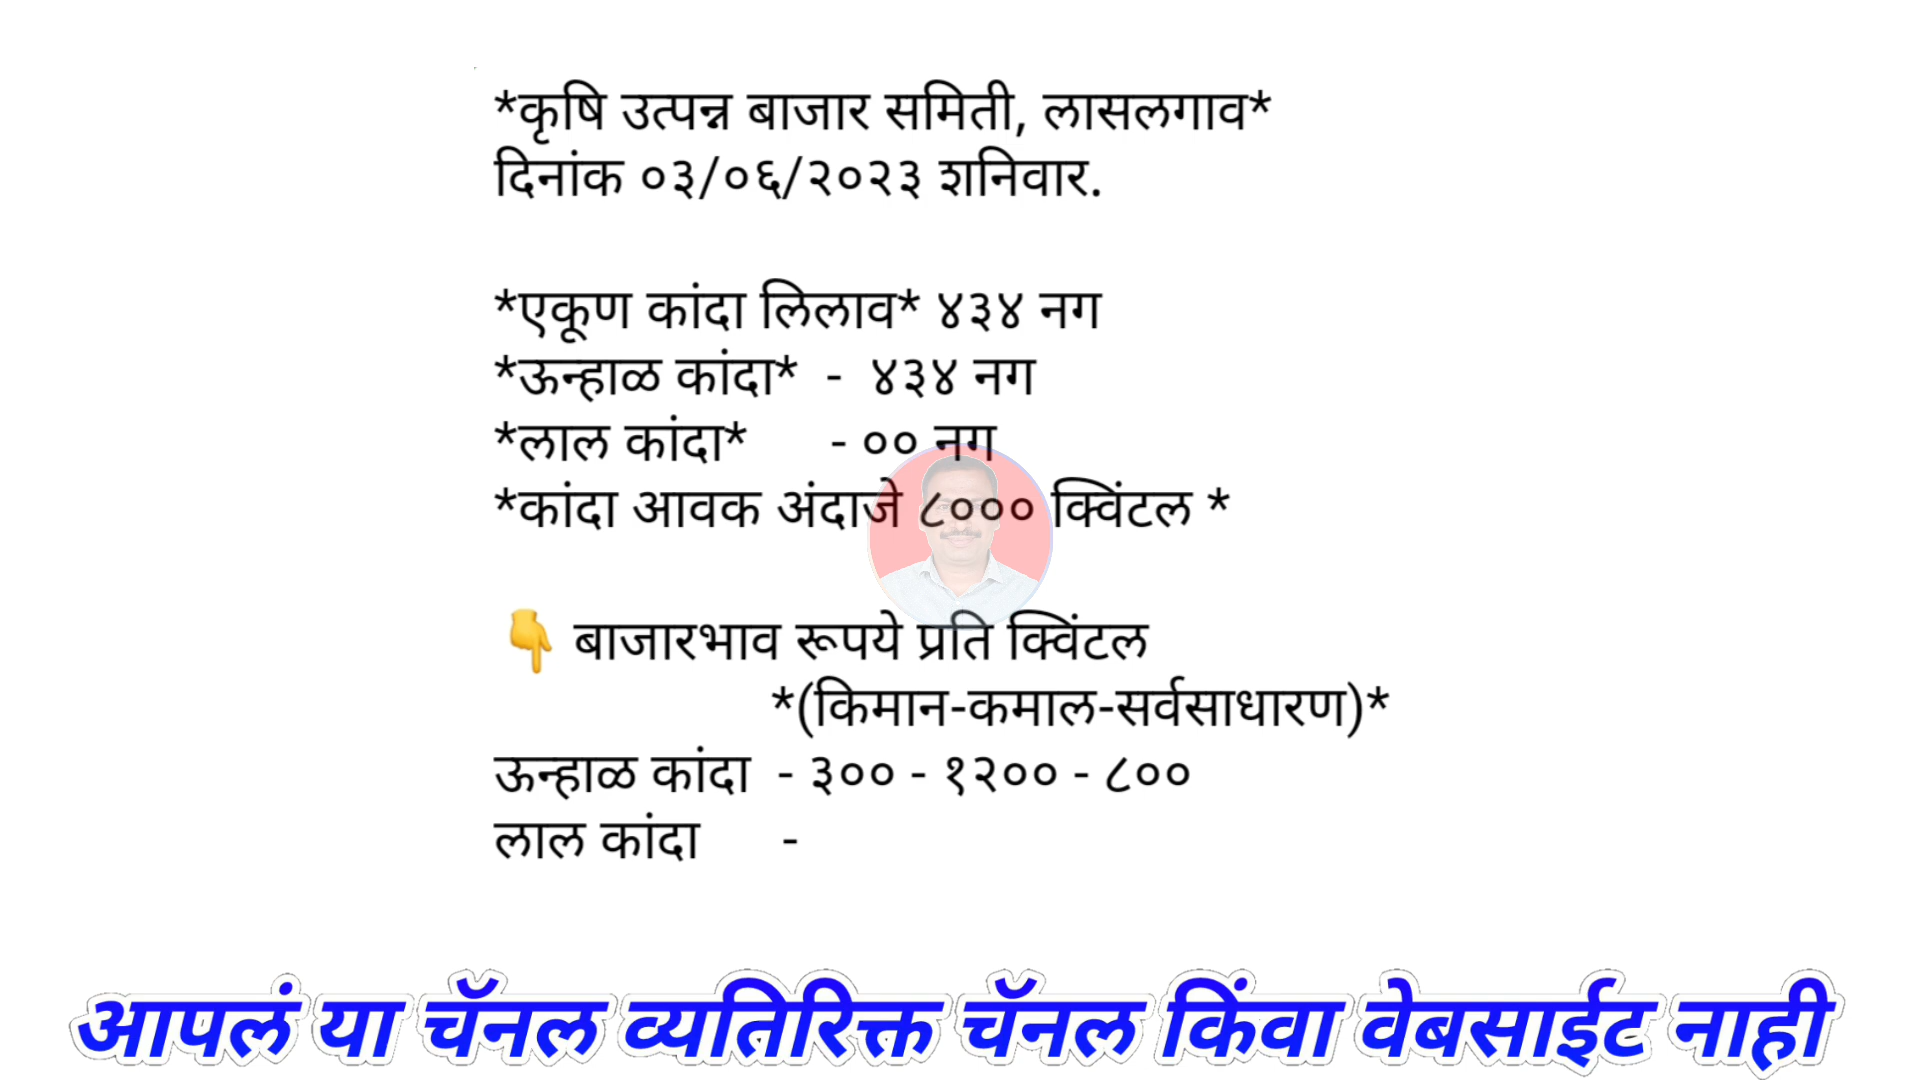 *कृषि उत्पन्न बाजार समिती, लासलगाव*
दिनांक ०३/०६/२०२३ शनिवार.
*एकूण कांदा लिलाव* ४३४ नग
*ऊन्हाळ कांदा* - ४३४ नग
*लाल कांदा* - ०० नग
*कांदा आवक अंदाजे ८००० क्विंटल *
👇 बाजारभाव रूपये प्रति क्विंटल
*(किमान-कमाल-सर्वसाधारण)*
ऊन्हाळ कांदा - ३०० - १२०० - ८००
लाल कांदा -
आपलं या चॅनल व्यतिरिक्त चॅनल किंवा वेबसाईट नाही